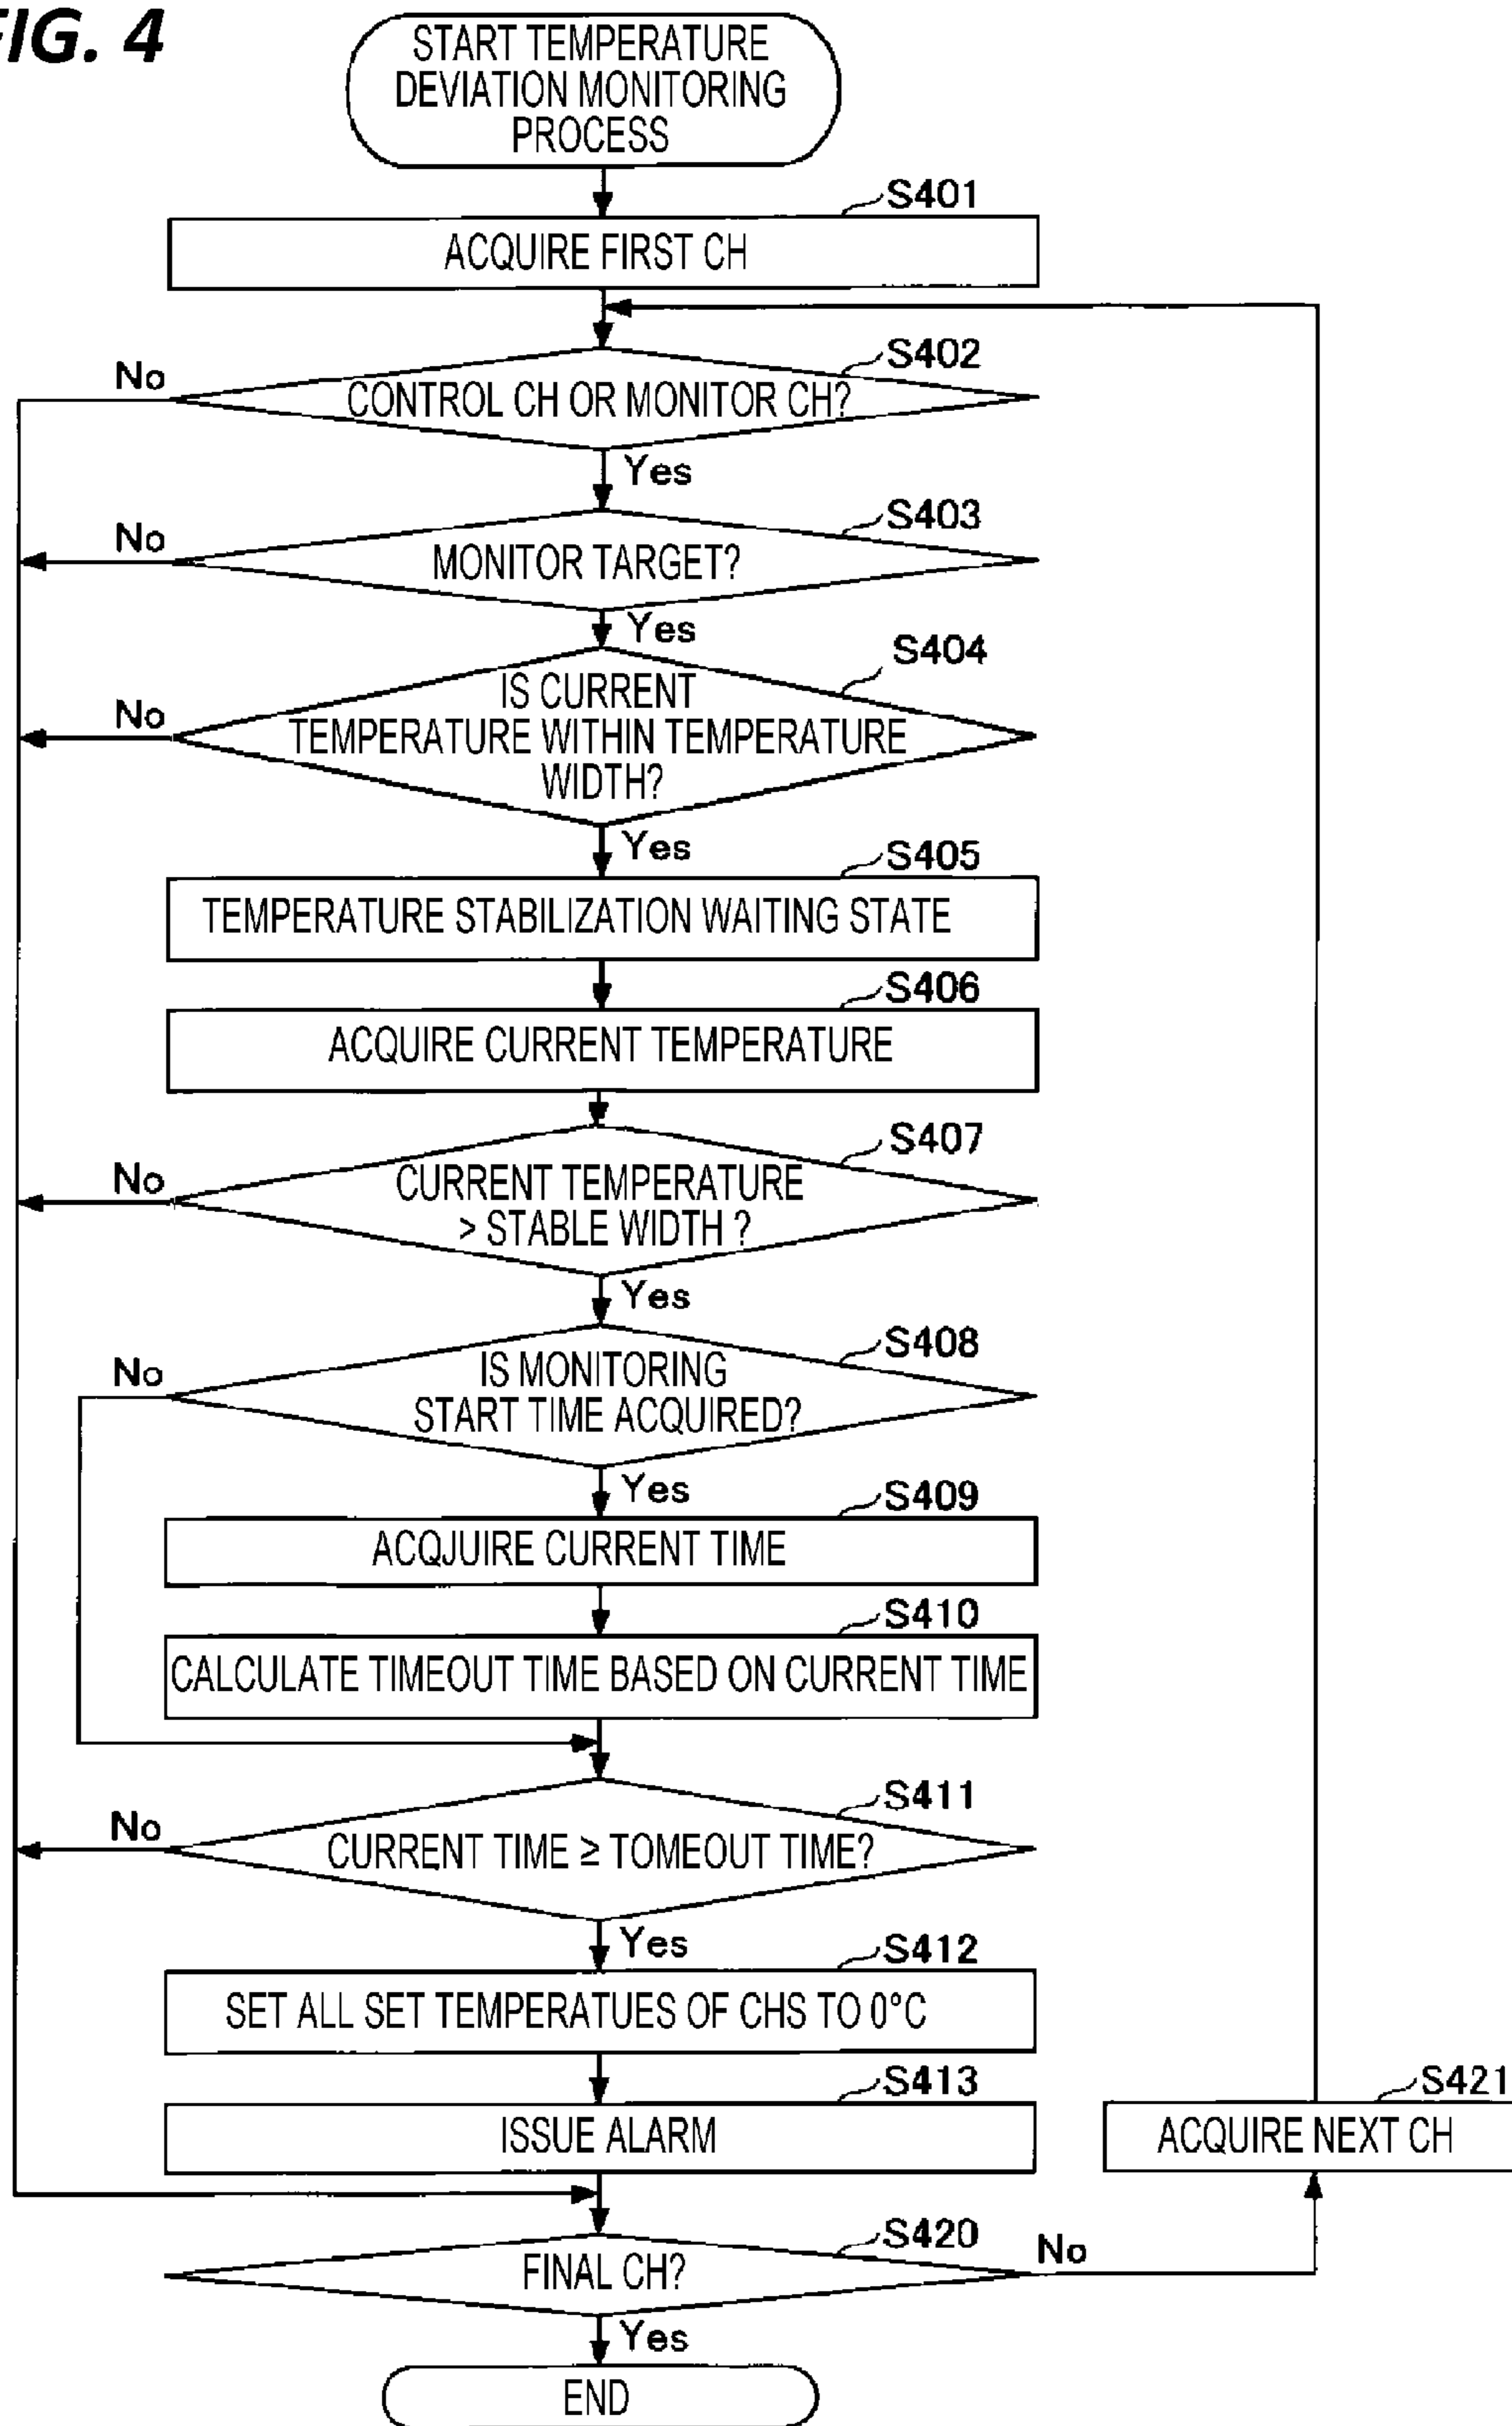 FIG. 4
START TEMPERATURE
DEVIATION MONITORING
PROCESS
S401
ACQUIRE FIRST CH
S402
No
CONTROL CH OR MONITOR CH?
Yes
S403
No
MONITOR TARGET?
Yes
S404
IS CURRENT
No
TEMPERATURE WITHIN TEMPERATURE
WIDTH?
Yes
S405
TEMPERATURE STABILIZATION WAITING STATE
S406
ACQUIRE CURRENT TEMPERATURE
S407
No
CURRENT TEMPERATURE
> STABLE WIDTH ?
Yes
S408
No
IS MONITORING
START TIME ACQUIRED?
Yes
S409
ACQJUIRE CURRENT TIME
S410
CALCULATE TIMEOUT TIME BASED ON CURRENT TIME
S411
No
CURRENT TIME ≥ TOMEOUT TIME?
Yes
S412
SET ALL SET TEMPERATUES OF CHS TO 0°C
S413
ISSUE ALARM
S421
ACQUIRE NEXT CH
S420
No
FINAL CH?
Yes
END